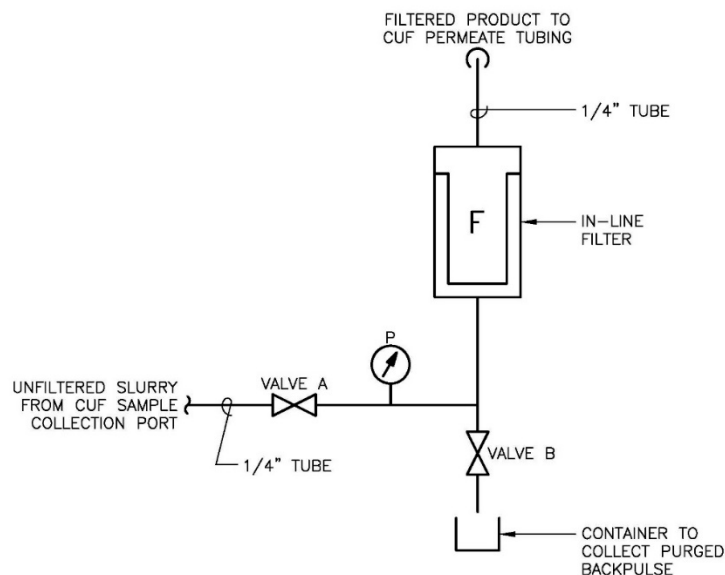 FILTERED PRODUCT TO
CUF PERMEATE TUBING
1/4" TUBE
F
IN-LINE
FILTER
P
VALVE A
UNFILTERED SLURRY
FROM CUF SAMPLE
COLLECTION PORT
1/4" TUBE
VALVE B
CONTAINER TO
COLLECT PURGED
BACKPULSE